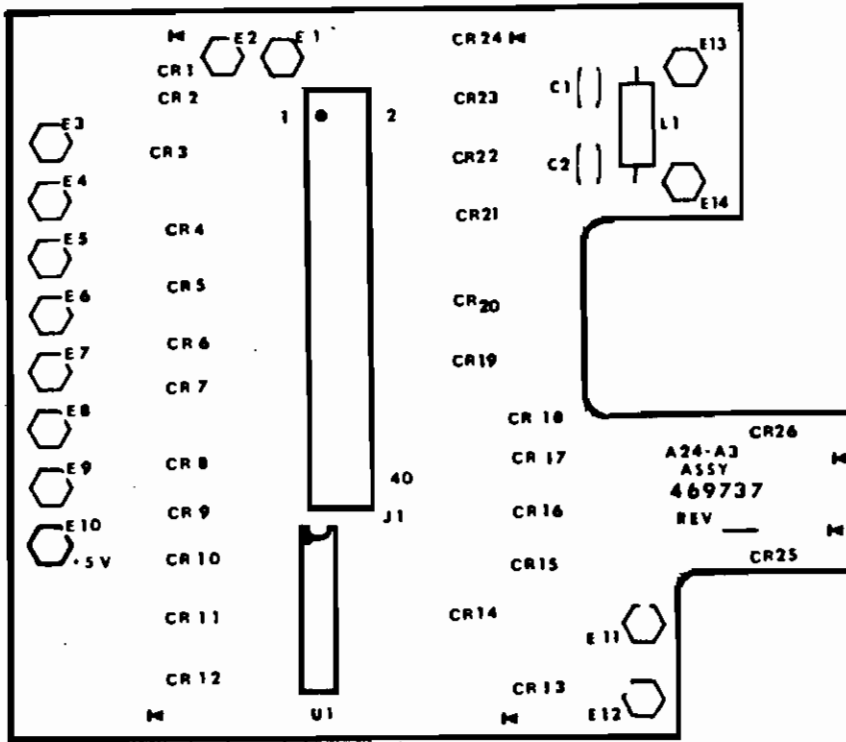 E2 E1 CR24 E13
CR1
CR2 CR23 C1
1 2 L1
E3
CR3 CR22 C2
E4
E14
CR4 CR21
E5
CR5
E6 CR20
CR6
E7 CR19
CR7
E8 CR18 CR26
CR8 CR17 A24-A3
E9 ASSY
40 469737
CR9 J1 CR16 REV
E10
+5V CR10 CR15 CR25
CR11 CR14 E11
CR12 CR13
U1 E12